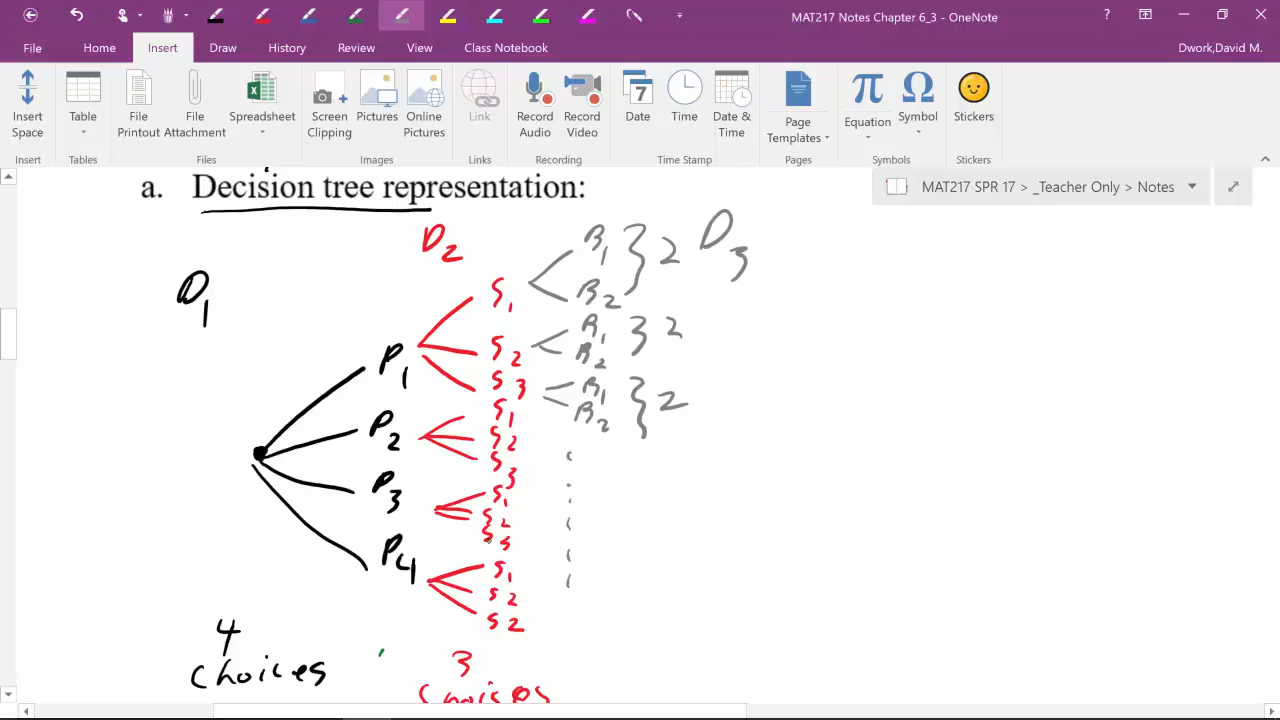 MAT217 Notes Chapter 6_3 - OneNote
?
Dwork,David M.
File Home Insert Draw History Review View Class Notebook
Insert Space
Table
File Printout
File Attachment
Spreadsheet
Screen Clipping
Pictures
Online Pictures
Link
Record Audio
Record Video
7
Date
Time
Date & Time
Page Templates
π
Equation
Ω
Symbol
Stickers
Insert Tables Files Images Links Recording Time Stamp Pages Symbols Stickers
MAT217 SPR 17 > _Teacher Only > Notes
a. Decision tree representation:
D1
D2
D3
P1
P2
P3
P4
S1
S2
S3
S1
S2
S3
S1
S2
S3
S1
S2
S2
B1
B2
} 2
B1
B2
} 2
B1
B2
} 2
4
choices
3
choices